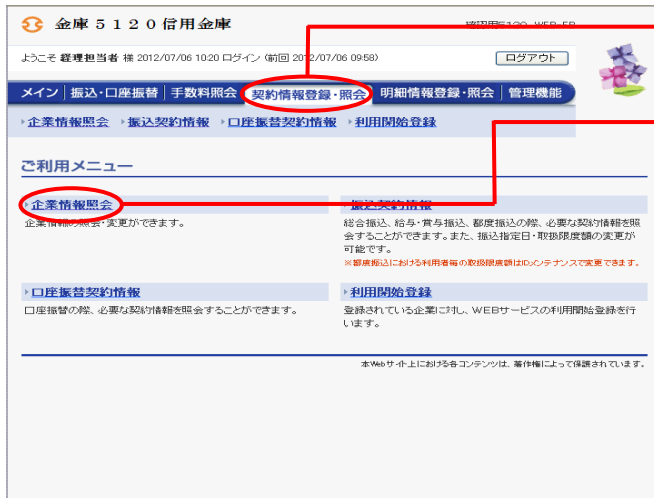 金庫５１２０信用金庫
確認用5120-WEB-FB
ようこそ 経理担当者 様 2012/07/06 10:20 ログイン (前回 2012/07/06 09:58)
ログアウト
メイン 振込・口座振替 手数料照会 契約情報登録・照会 明細情報登録・照会 管理機能
企業情報照会 振込契約情報 口座振替契約情報 利用開始登録
ご利用メニュー
企業情報照会
企業情報の照会・変更ができます。
振込契約情報
総合振込、給与・賞与振込、都度振込の際、必要な契約情報を照
会することができます。また、振込指定日・取扱限度額の変更が
可能です。
※都度振込における利用者毎の取扱限度額はIDメンテナンスで変更できます。
口座振替契約情報
口座振替の際、必要な契約情報を照会することができます。
利用開始登録
登録されている企業に対し、WEBサービスの利用開始登録を行
います。
本Webサイト上における各コンテンツは、著作権によって保護されています。